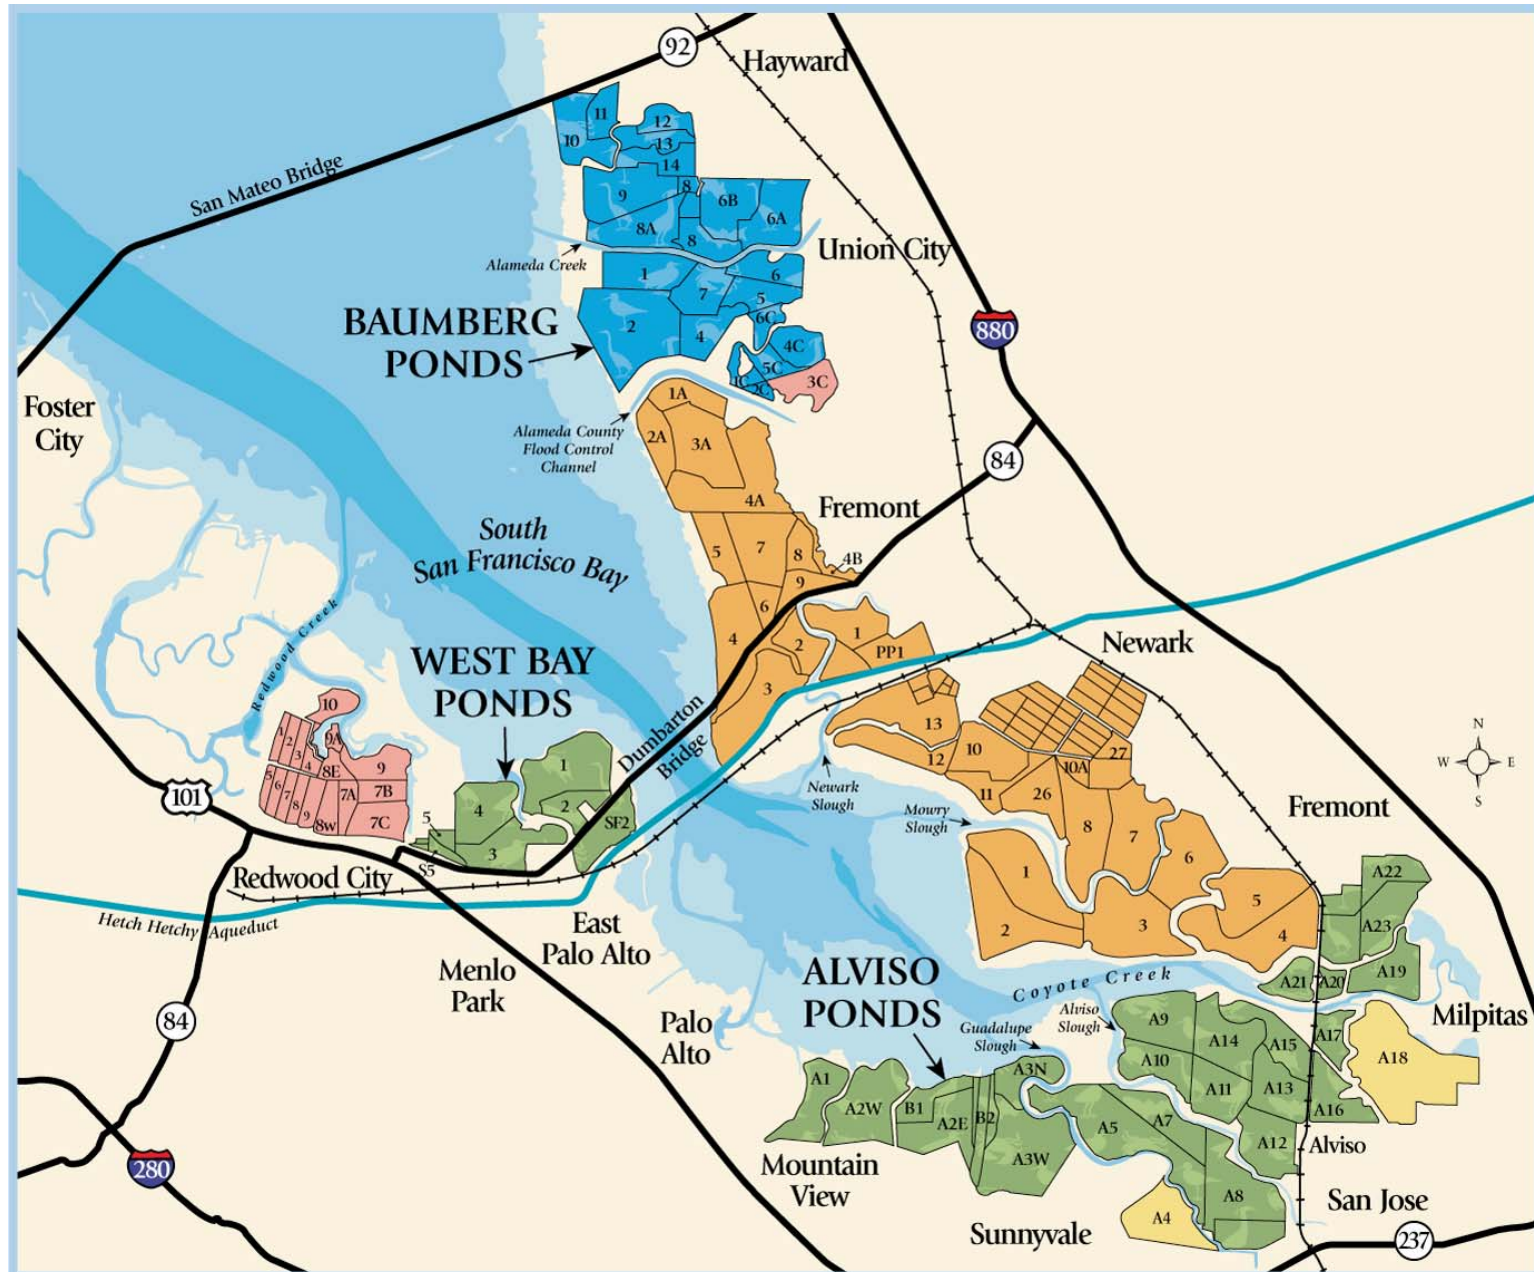 92
Hayward
San Mateo Bridge
11
10
12
13
14
9
8
6B
6A
8A
8
Union City
Alameda Creek
1
6
7
5
BAUMBERG
PONDS
2
4
6C
4C
5C
1C
2C
3C
880
Foster
City
1A
2A
3A
Alameda County
Flood Control
Channel
84
4A
Fremont
South
San Francisco Bay
5
7
8
4B
9
6
4
2
1
PP1
3
Newark
Redwood Creek
WEST BAY
PONDS
10
1
2
3
4
9A
8E
9
5
6
7
8
9
8w
7A
7B
7C
Dumbarton
Bridge
1
2
SF2
4
5
3
S5
101
13
12
10
27
10A
11
26
8
7
6
Newark
Slough
Mowry
Slough
N
W
E
S
Fremont
1
2
3
5
4
Redwood City
Hetch Hetchy Aqueduct
East
Palo Alto
Menlo
Park
84
Palo
Alto
280
ALVISO
PONDS
Coyote Creek
Guadalupe
Slough
Alviso
Slough
A22
A23
A21
A20
A19
Milpitas
A9
A14
A15
A17
A18
A10
A11
A13
A16
A12
Alviso
A1
A2W
B1
A2E
B2
A3N
A3W
A5
A7
A8
A4
Mountain
View
Sunnyvale
San Jose
237